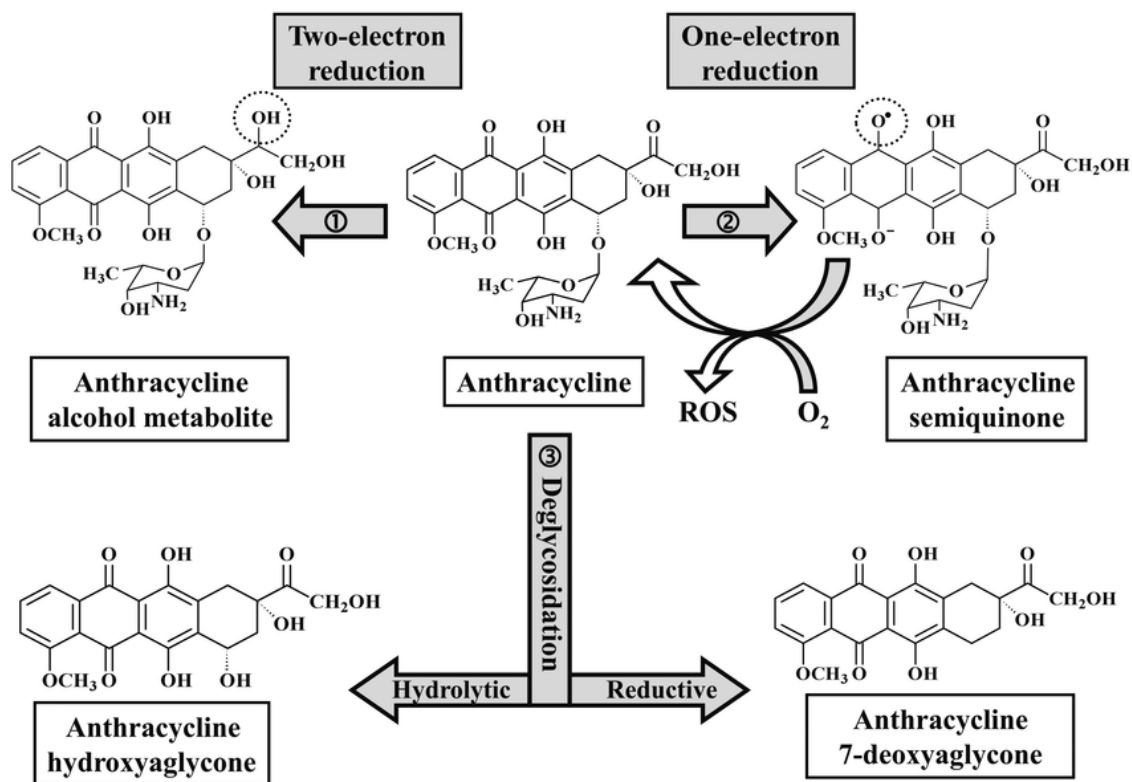 Two-electron
reduction
One-electron
reduction
O
OH
OH
CH₂OH
OH
OCH₃
O
OH
O
H₃C
O
NH₂
OH
①
O
OH
O
CH₂OH
OH
OCH₃
O
OH
O
H₃C
O
NH₂
OH
②
O•
OH
O
CH₂OH
OH
OCH₃
O⁻
OH
O
H₃C
O
NH₂
OH
Anthracycline
alcohol metabolite
Anthracycline
ROS
O₂
Anthracycline
semiquinone
③ Deglycosidation
O
OH
O
CH₂OH
OH
OCH₃
O
OH
OH
O
OH
O
CH₂OH
OH
OCH₃
O
OH
Hydrolytic
Reductive
Anthracycline
hydroxyaglycone
Anthracycline
7-deoxyaglycone